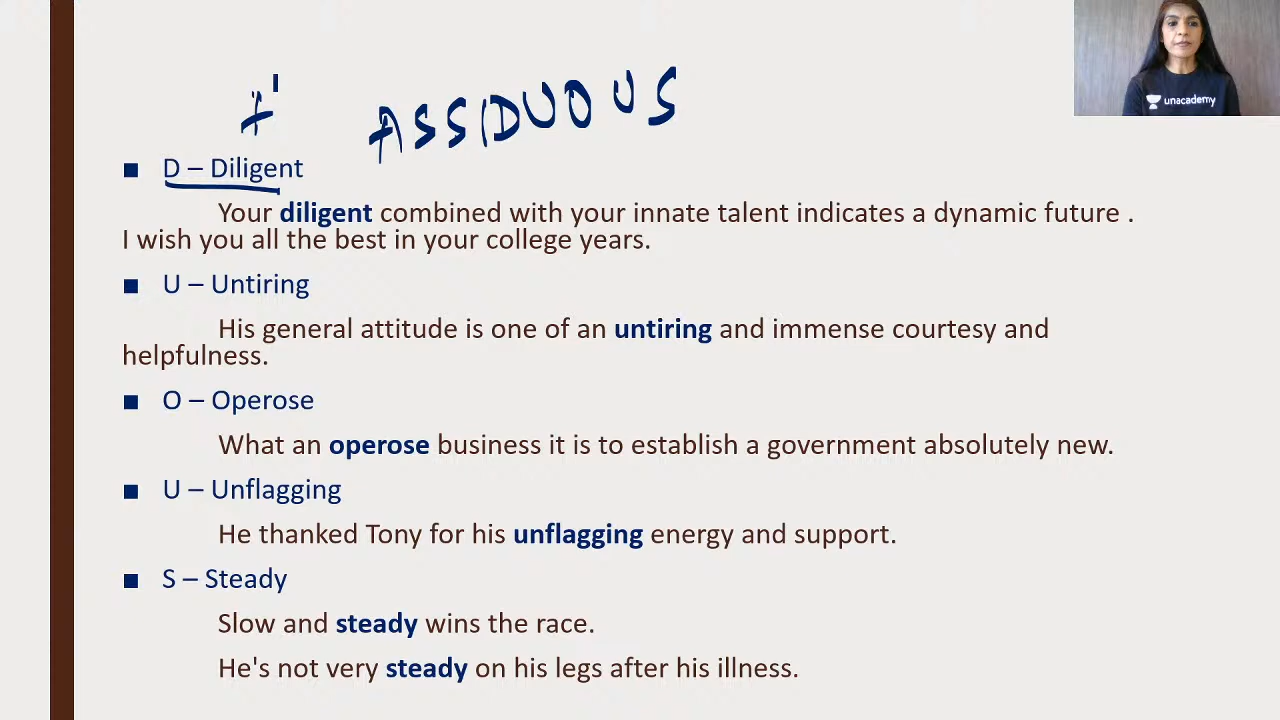 ASSIDUOUS
unacademy
■ D – Diligent
Your diligent combined with your innate talent indicates a dynamic future .
I wish you all the best in your college years.
■ U – Untiring
His general attitude is one of an untiring and immense courtesy and
helpfulness.
■ O – Operose
What an operose business it is to establish a government absolutely new.
■ U – Unflagging
He thanked Tony for his unflagging energy and support.
■ S – Steady
Slow and steady wins the race.
He's not very steady on his legs after his illness.